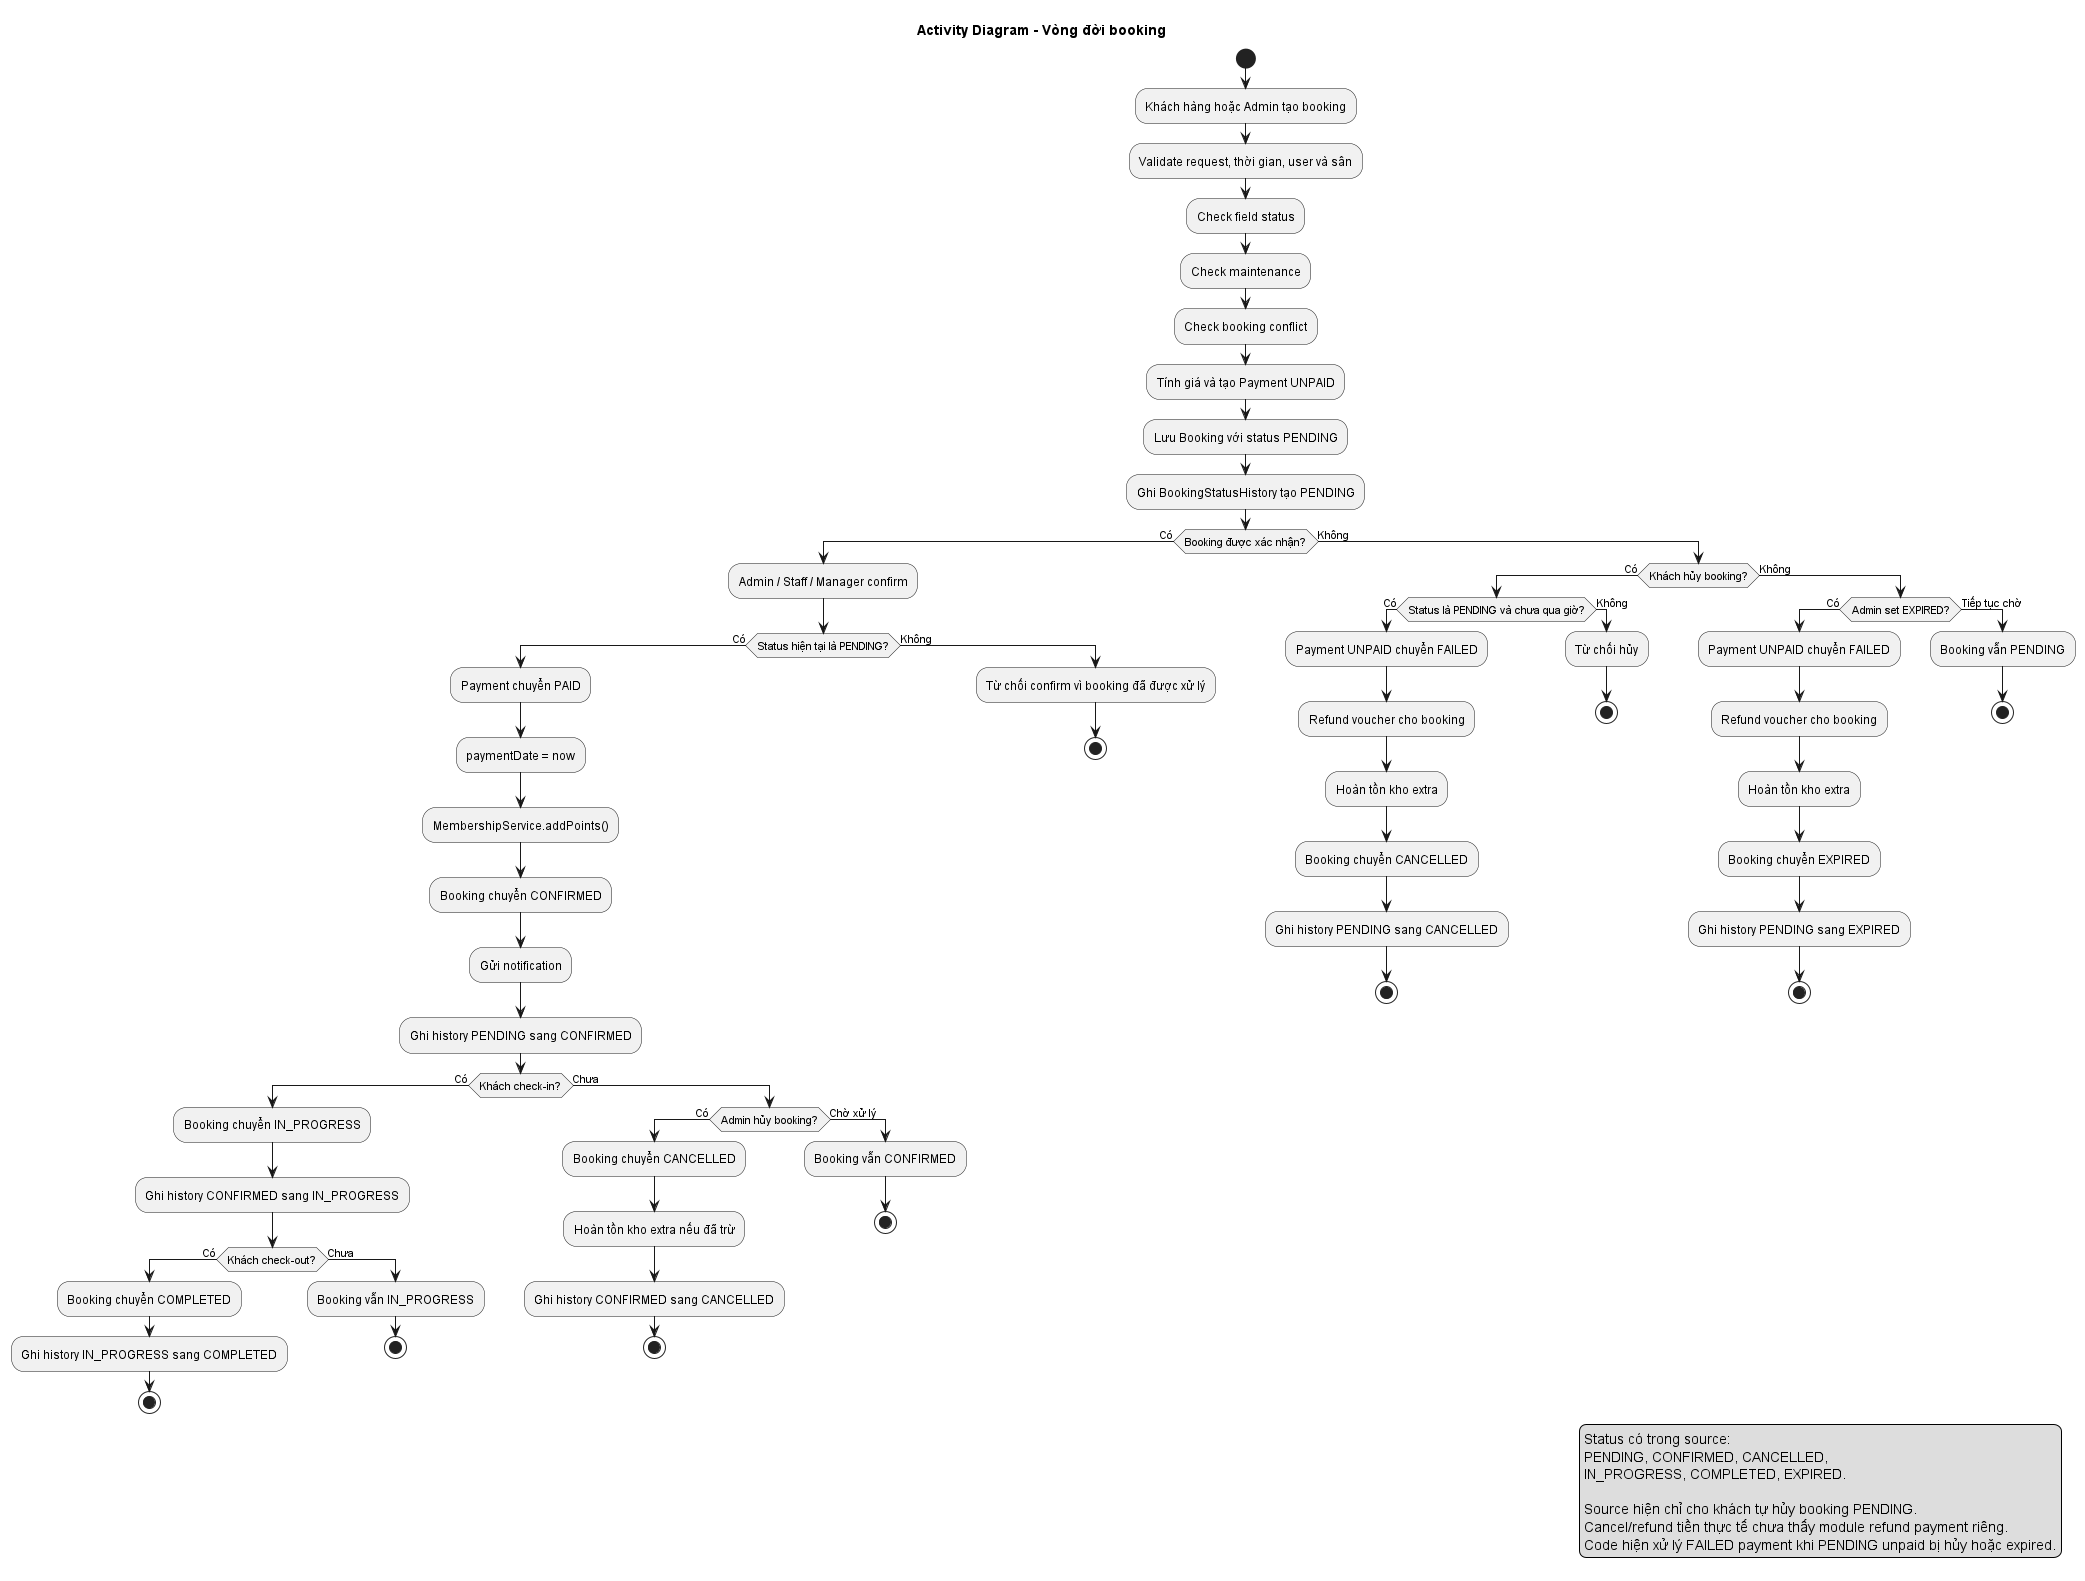 Activity Diagram - Vòng đời booking
Khách hàng hoặc Admin tạo booking
Validate request, thời gian, user và sân
Check field status
Check maintenance
Check booking conflict
Tính giá và tạo Payment UNPAID
Lưu Booking với status PENDING
Ghi BookingStatusHistory tạo PENDING
Có
Booking được xác nhận?
Không
Admin / Staff / Manager confirm
Có
Status hiện tại là PENDING?
Không
Payment chuyển PAID
paymentDate = now
MembershipService.addPoints()
Booking chuyển CONFIRMED
Gửi notification
Ghi history PENDING sang CONFIRMED
Có
Khách check-in?
Chưa
Booking chuyển IN_PROGRESS
Ghi history CONFIRMED sang IN_PROGRESS
Có
Khách check-out?
Chưa
Booking chuyển COMPLETED
Ghi history IN_PROGRESS sang COMPLETED
Booking vẫn IN_PROGRESS
Có
Admin hủy booking?
Chờ xử lý
Booking chuyển CANCELLED
Hoàn tồn kho extra nếu đã trừ
Ghi history CONFIRMED sang CANCELLED
Booking vẫn CONFIRMED
Từ chối confirm vì booking đã được xử lý
Có
Khách hủy booking?
Không
Có
Status là PENDING và chưa qua giờ?
Không
Payment UNPAID chuyển FAILED
Refund voucher cho booking
Hoàn tồn kho extra
Booking chuyển CANCELLED
Ghi history PENDING sang CANCELLED
Từ chối hủy
Có
Admin set EXPIRED?
Tiếp tục chờ
Payment UNPAID chuyển FAILED
Refund voucher cho booking
Hoàn tồn kho extra
Booking chuyển EXPIRED
Ghi history PENDING sang EXPIRED
Booking vẫn PENDING
Status có trong source:
PENDING, CONFIRMED, CANCELLED,
IN_PROGRESS, COMPLETED, EXPIRED.
Source hiện chỉ cho khách tự hủy booking PENDING.
Cancel/refund tiền thực tế chưa thấy module refund payment riêng.
Code hiện xử lý FAILED payment khi PENDING unpaid bị hủy hoặc expired.